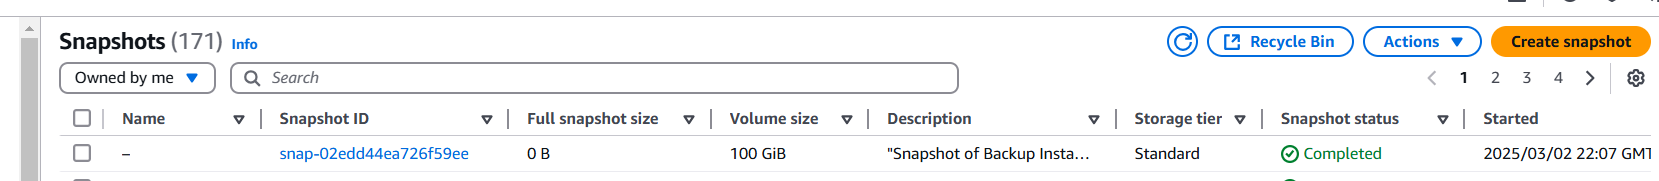 Snapshots (171) Info Recycle Bin Actions Create snapshot
Owned by me Search 1 2 3 4
Name Snapshot ID Full snapshot size Volume size Description Storage tier Snapshot status Started
– snap-02edd44ea726f59ee 0 B 100 GiB "Snapshot of Backup Insta... Standard Completed 2025/03/02 22:07 GMT